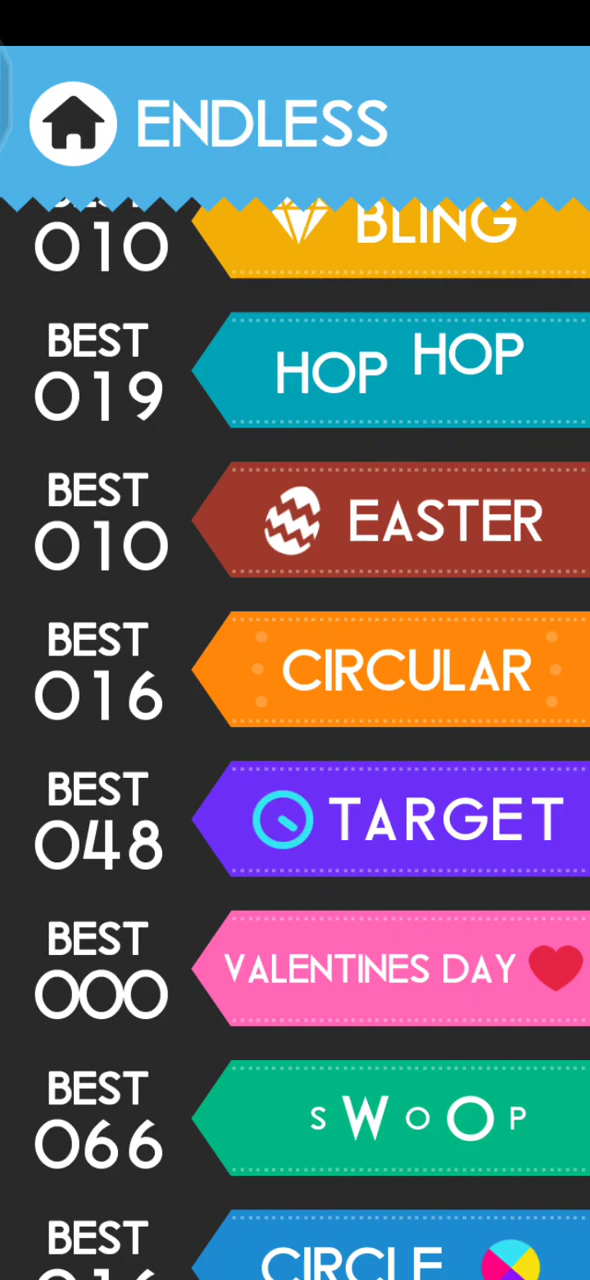 ENDLESS
010
BLING
BEST
019
HOP HOP
BEST
010
EASTER
BEST
016
CIRCULAR
BEST
048
TARGET
BEST
000
VALENTINES DAY
BEST
066
SWOOP
BEST
CIRCLE